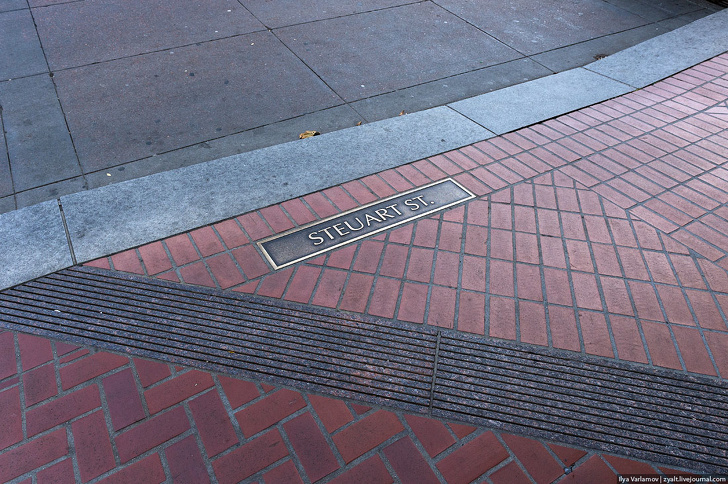 STEUART ST.
Ilya Varlamov | zyalt.livejournal.com